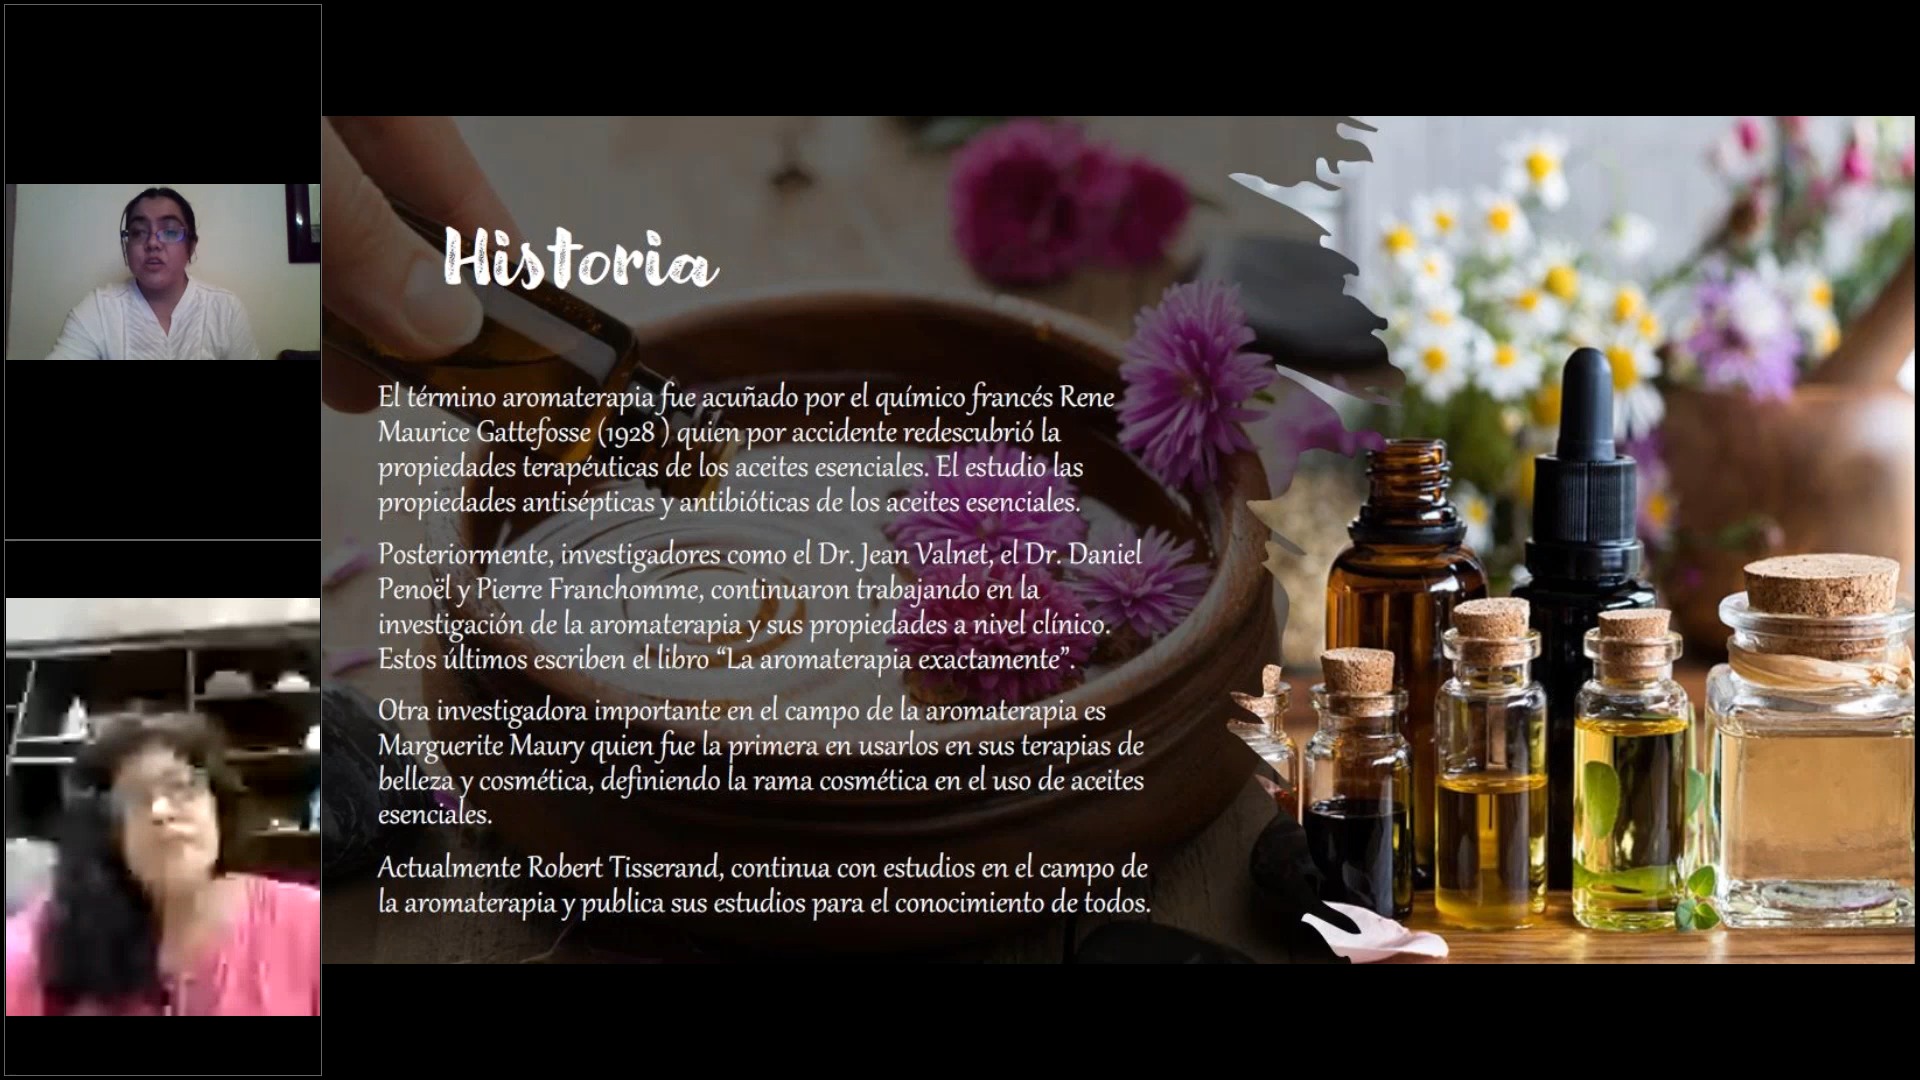 Historia
El término aromaterapia fue acuñado por el químico francés Rene
Maurice Gattefosse (1928 ) quien por accidente redescubrió la
propiedades terapéuticas de los aceites esenciales. El estudio las
propiedades antisépticas y antibióticas de los aceites esenciales.
Posteriormente, investigadores como el Dr. Jean Valnet, el Dr. Daniel
Penoël y Pierre Franchomme, continuaron trabajando en la
investigación de la aromaterapia y sus propiedades a nivel clínico.
Estos últimos escriben el libro “La aromaterapia exactamente”.
Otra investigadora importante en el campo de la aromaterapia es
Marguerite Maury quien fue la primera en usarlos en sus terapias de
belleza y cosmética, definiendo la rama cosmética en el uso de aceites
esenciales.
Actualmente Robert Tisserand, continua con estudios en el campo de
la aromaterapia y publica sus estudios para el conocimiento de todos.